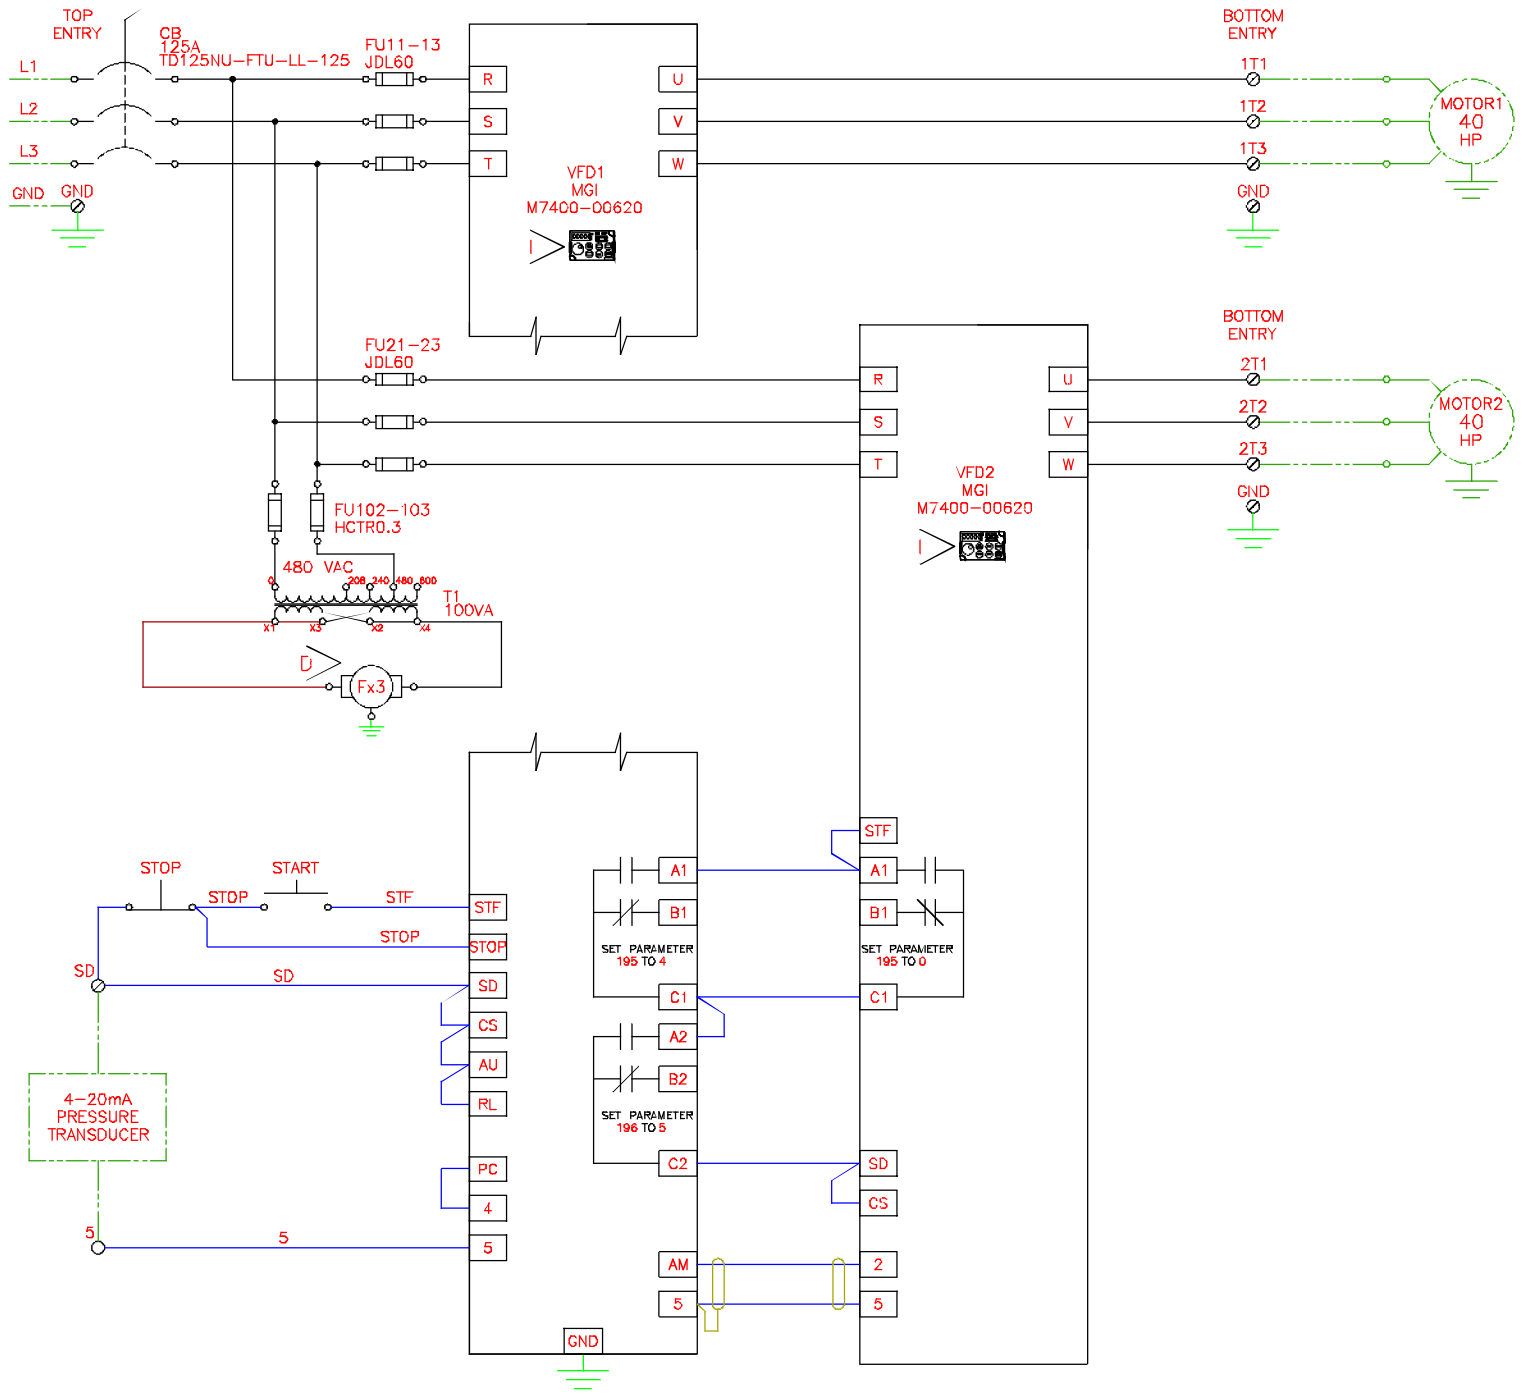 TOP
ENTRY
CB
125A
TD125NU-FTU-LL-125
L1
L2
L3
GND GND
FU11-13
JDL60
R
S
T
U
V
W
VFD1
MGI
M7400-00620
I
BOTTOM
ENTRY
1T1
1T2
1T3
GND
MOTOR1
40
HP
FU21-23
JDL60
R
S
T
U
V
W
VFD2
MGI
M7400-00620
I
BOTTOM
ENTRY
2T1
2T2
2T3
GND
MOTOR2
40
HP
FU102-103
HCTR0.3
480 VAC
0 208 240 480 600
T1
100VA
X1 X3 X2 X4
D
Fx3
STOP
START
STOP
STF
STF
STOP
STOP
SD
SD
SD
CS
AU
RL
4-20mA
PRESSURE
TRANSDUCER
PC
4
5
5
5
A1
B1
SET PARAMETER
195 TO 4
C1
A2
B2
SET PARAMETER
196 TO 5
C2
AM
5
GND
STF
A1
B1
SET PARAMETER
195 TO 0
C1
SD
CS
2
5